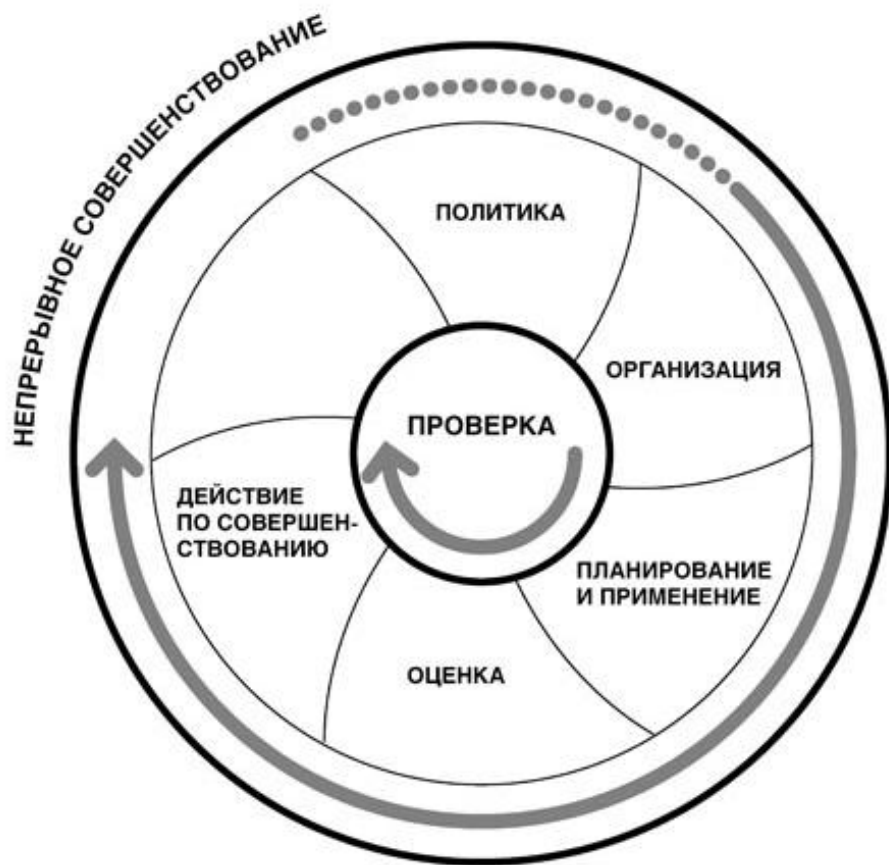 НЕПРЕРЫВНОЕ СОВЕРШЕНСТВОВАНИЕ
ПОЛИТИКА
ОРГАНИЗАЦИЯ
ПРОВЕРКА
ДЕЙСТВИЕ
ПО СОВЕРШЕН-
СТВОВАНИЮ
ПЛАНИРОВАНИЕ
И ПРИМЕНЕНИЕ
ОЦЕНКА